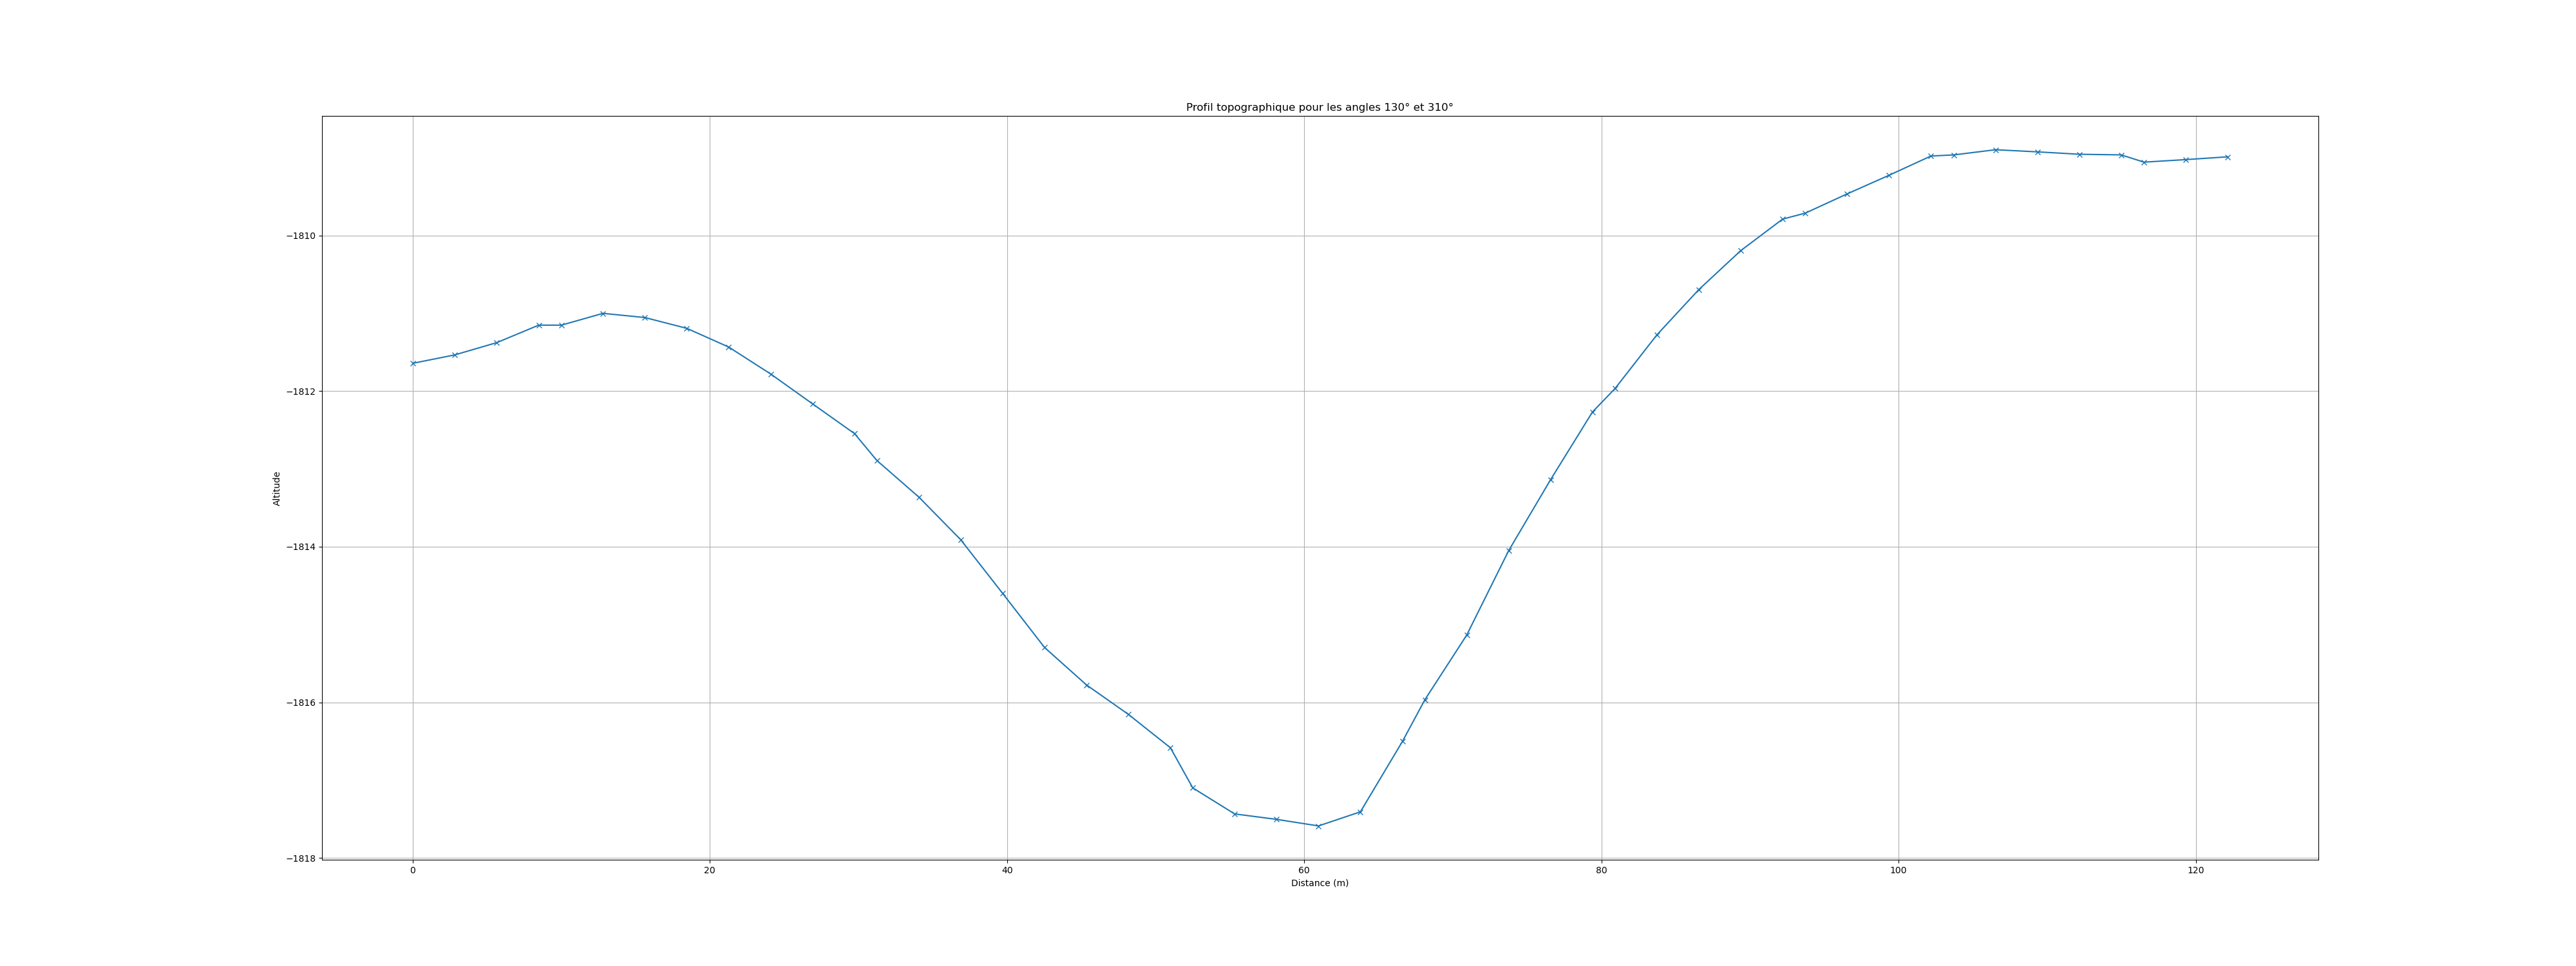 Profil topographique pour les angles 130° et 310°
−1810
−1812
−1814
−1816
−1818
Altitude
0 20 40 60 80 100 120
Distance (m)